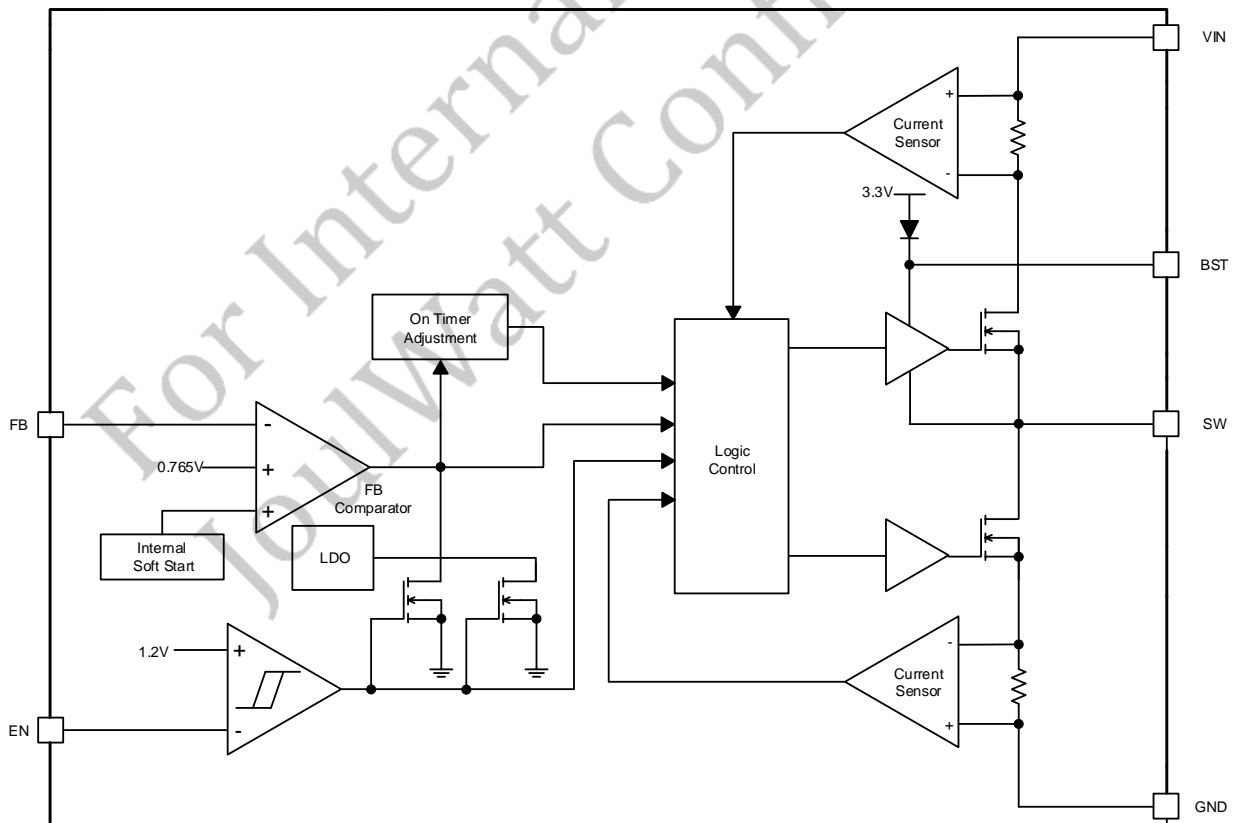 For Internal
JoulWatt Conf
VIN
+
Current
Sensor
-
3.3V
BST
On Timer
Adjustment
FB
-
0.765V
+
FB
Comparator
+
Internal
Soft Start
LDO
Logic
Control
SW
1.2V
+
-
EN
-
Current
Sensor
+
GND